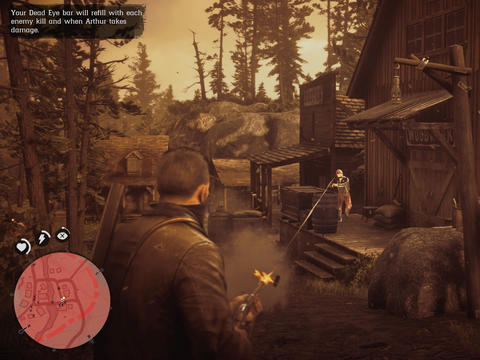 Your Dead Eye bar will refill with each
enemy kill and when Arthur takes
damage.